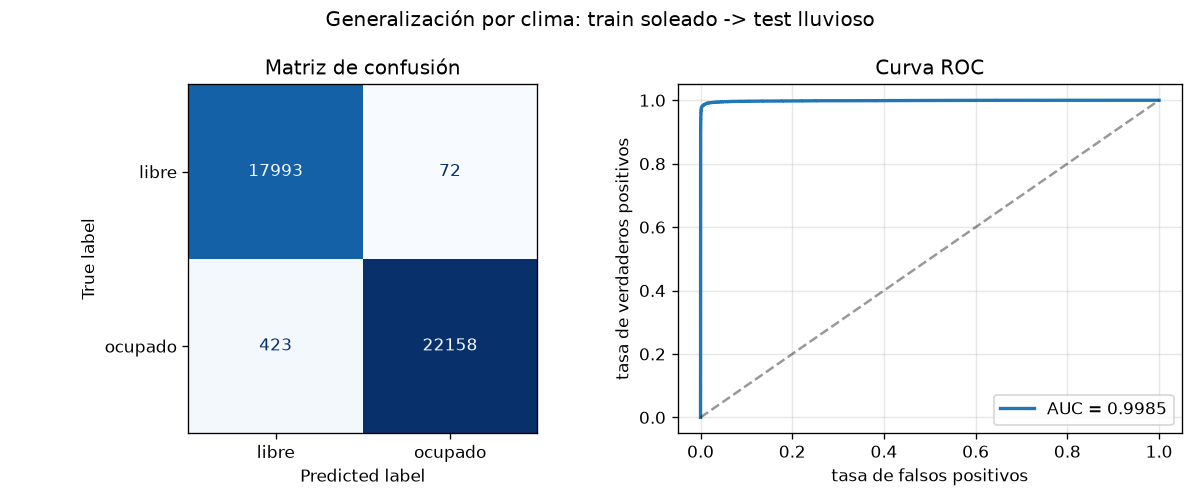 Generalización por clima: train soleado -> test lluvioso
Matriz de confusión
True label
libre
ocupado
17993
72
423
22158
libre
ocupado
Predicted label
Curva ROC
tasa de verdaderos positivos
1.0
0.8
0.6
0.4
0.2
0.0
AUC = 0.9985
0.0
0.2
0.4
0.6
0.8
1.0
tasa de falsos positivos